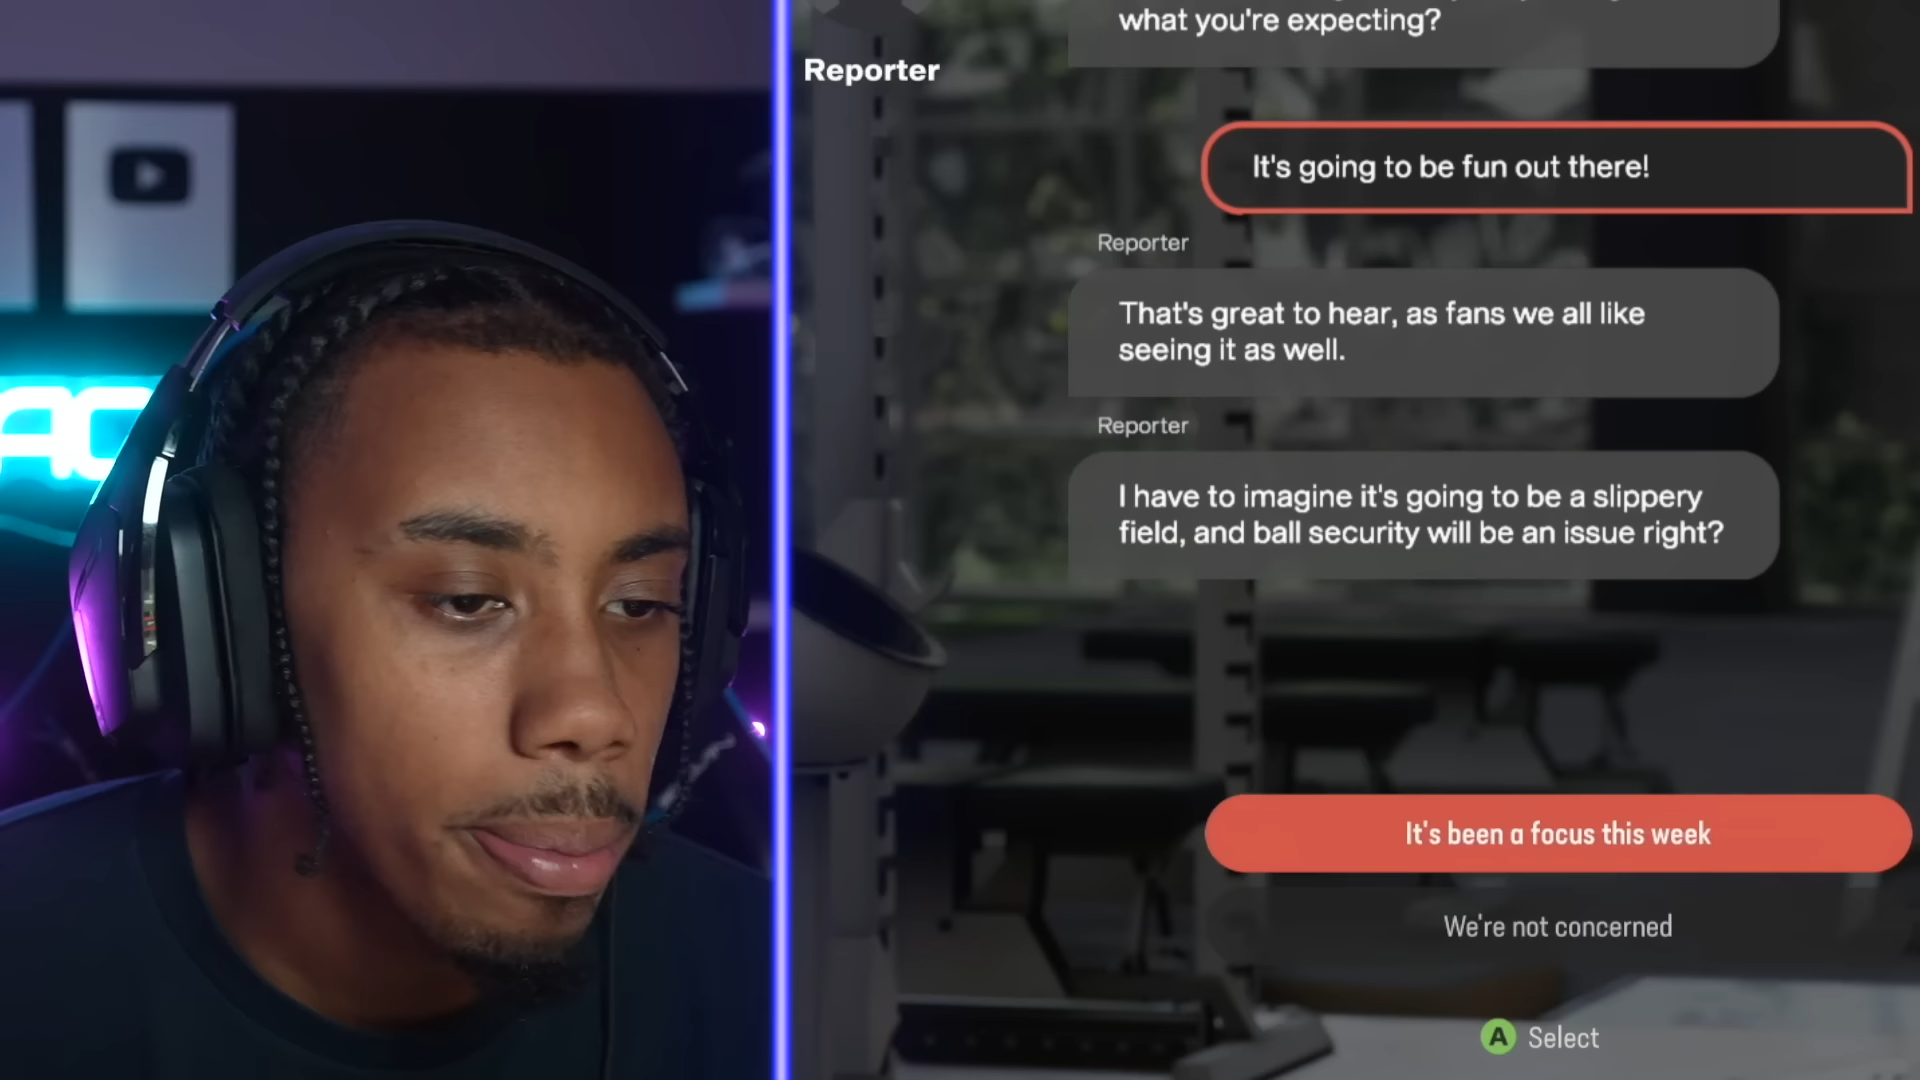 what you're expecting?
Reporter
It's going to be fun out there!
Reporter
That's great to hear, as fans we all like
seeing it as well.
Reporter
I have to imagine it's going to be a slippery
field, and ball security will be an issue right?
It's been a focus this week
We're not concerned
A Select
AC